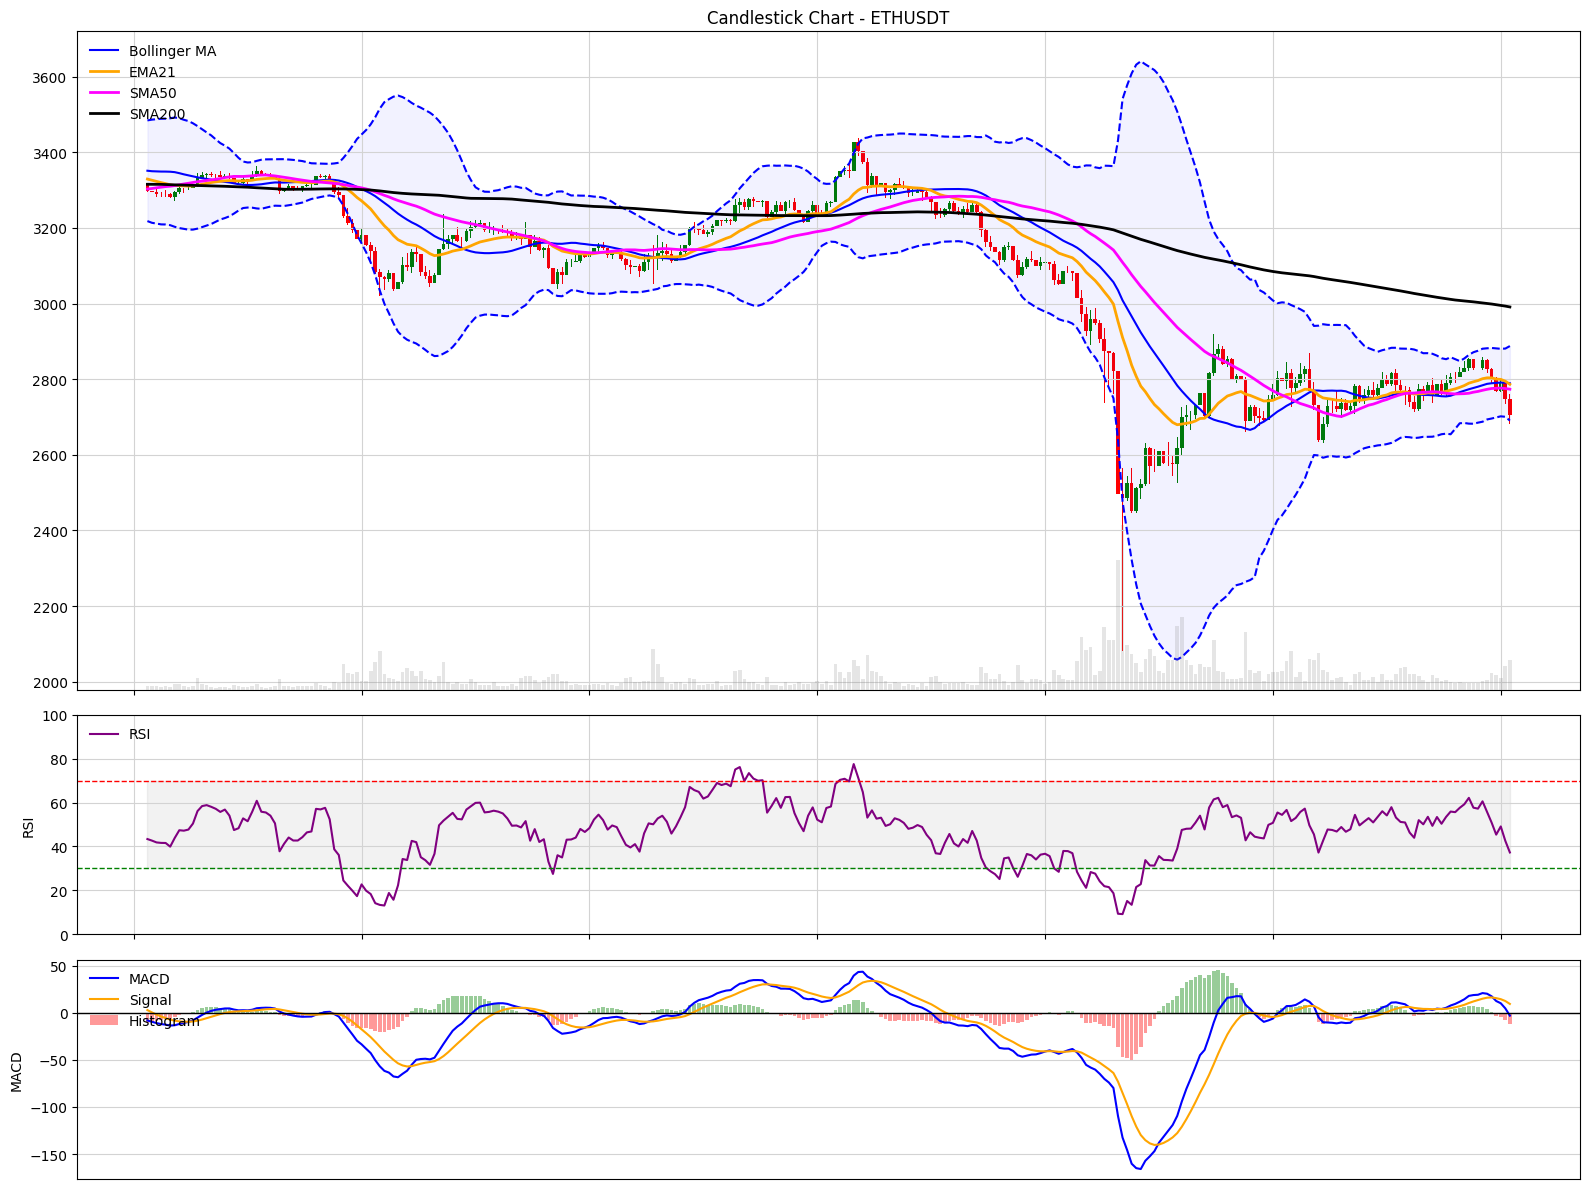 Candlestick Chart - ETHUSDT
Bollinger MA
EMA21
SMA50
SMA200
3600
3400
3200
3000
2800
2600
2400
2200
2000
RSI
100
80
60
40
20
0
RSI
MACD
Signal
Histogram
50
0
−50
−100
−150
MACD